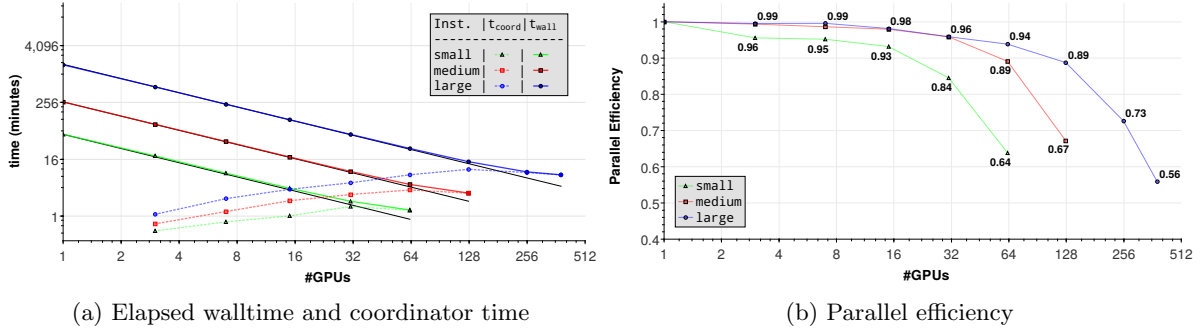 4,096
256
16
1
time (minutes)
Inst. |t_coord|t_wall
--------------------
small | |
medium | |
large | |
1 2 4 8 16 32 64 128 256 512
#GPUs
(a) Elapsed walltime and coordinator time
1
0.9
0.8
0.7
0.6
0.5
0.4
Parallel Efficiency
0.99 0.99 0.98 0.96 0.94 0.89 0.73 0.56
0.96 0.95 0.93 0.84 0.64
0.89 0.67
small
medium
large
1 2 4 8 16 32 64 128 256 512
#GPUs
(b) Parallel efficiency